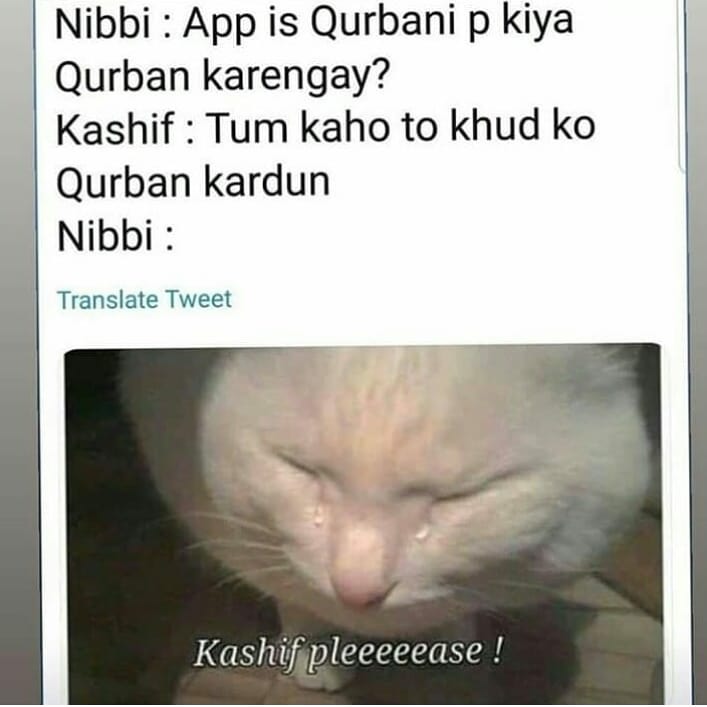 Nibbi : App is Qurbani p kiya
Qurban karengay?
Kashif : Tum kaho to khud ko
Qurban kardun
Nibbi :
Translate Tweet
Kashif pleeeeease !